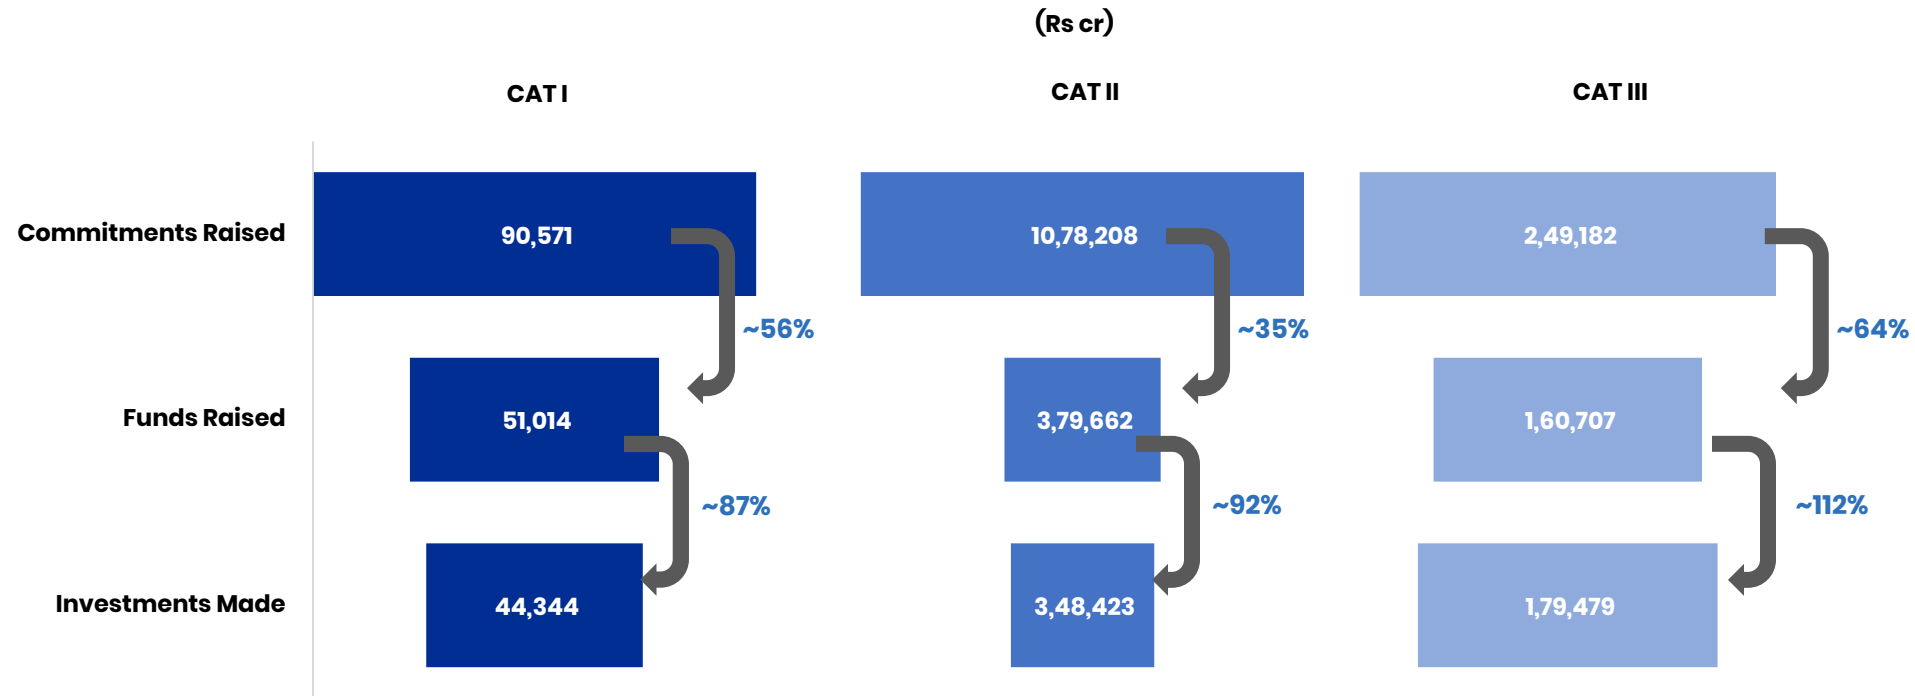 (Rs cr)
CAT I
CAT II
CAT III
Commitments Raised
90,571
10,78,208
2,49,182
~56%
~35%
~64%
Funds Raised
51,014
3,79,662
1,60,707
~87%
~92%
~112%
Investments Made
44,344
3,48,423
1,79,479